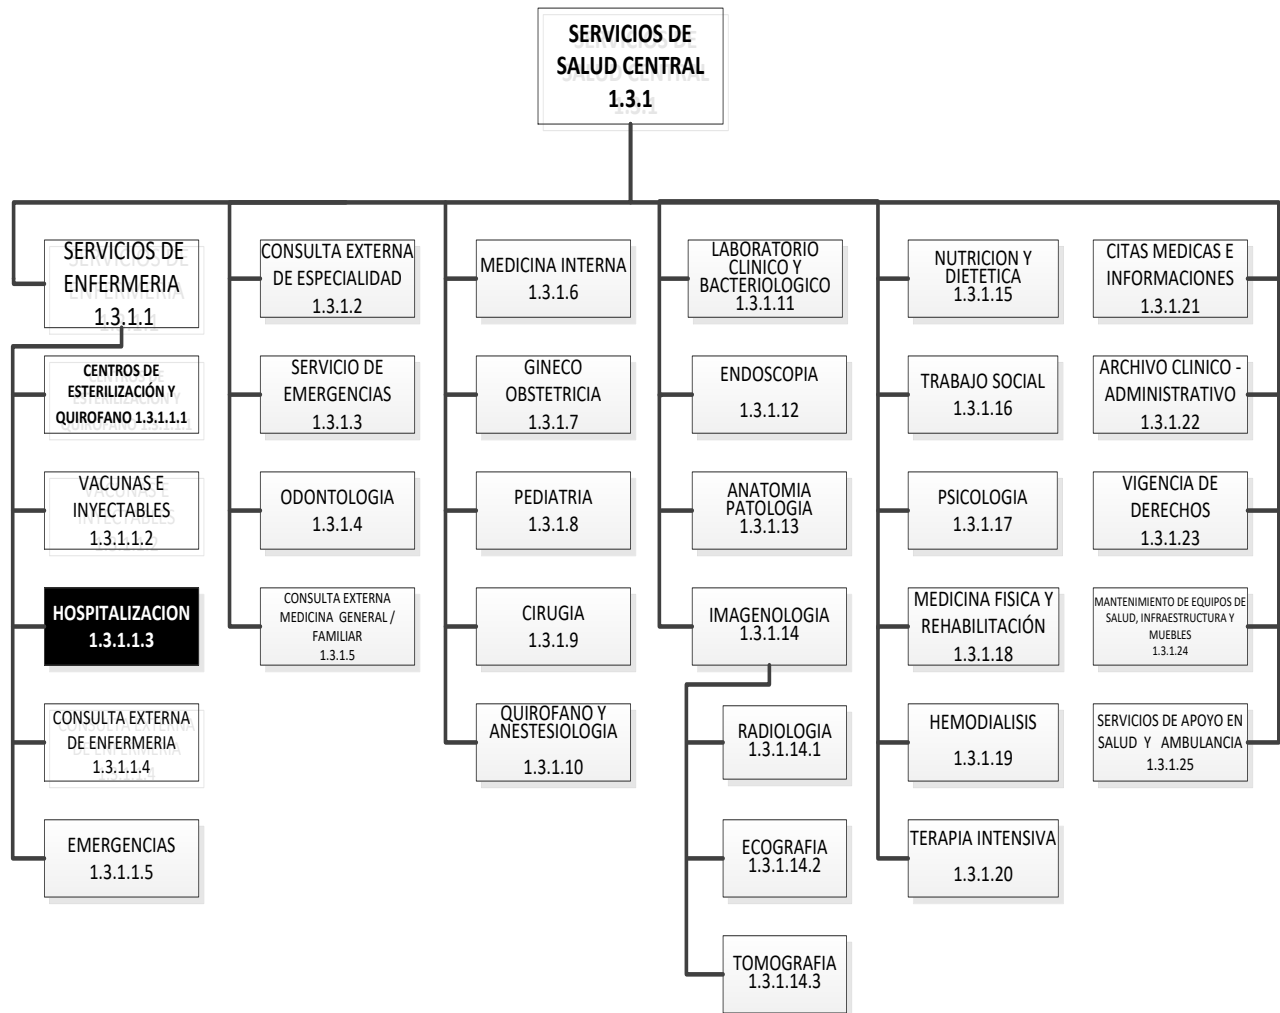 SERVICIOS DE
SALUD CENTRAL
1.3.1
SERVICIOS DE
ENFERMERIA
1.3.1.1
CENTROS DE
ESTERILIZACIÓN Y
QUIROFANO 1.3.1.1.1
VACUNAS E
INYECTABLES
1.3.1.1.2
HOSPITALIZACION
1.3.1.1.3
CONSULTA EXTERNA
DE ENFERMERIA
1.3.1.1.4
EMERGENCIAS
1.3.1.1.5
CONSULTA EXTERNA
DE ESPECIALIDAD
1.3.1.2
SERVICIO DE
EMERGENCIAS
1.3.1.3
ODONTOLOGIA
1.3.1.4
CONSULTA EXTERNA
MEDICINA GENERAL /
FAMILIAR
1.3.1.5
MEDICINA INTERNA
1.3.1.6
GINECO
OBSTETRICIA
1.3.1.7
PEDIATRIA
1.3.1.8
CIRUGIA
1.3.1.9
QUIROFANO Y
ANESTESIOLOGIA
1.3.1.10
LABORATORIO
CLINICO Y
BACTERIOLOGICO
1.3.1.11
ENDOSCOPIA
1.3.1.12
ANATOMIA
PATOLOGIA
1.3.1.13
IMAGENOLOGIA
1.3.1.14
RADIOLOGIA
1.3.1.14.1
ECOGRAFIA
1.3.1.14.2
TOMOGRAFIA
1.3.1.14.3
NUTRICION Y
DIETETICA
1.3.1.15
TRABAJO SOCIAL
1.3.1.16
PSICOLOGIA
1.3.1.17
MEDICINA FISICA Y
REHABILITACIÓN
1.3.1.18
HEMODIALISIS
1.3.1.19
TERAPIA INTENSIVA
1.3.1.20
CITAS MEDICAS E
INFORMACIONES
1.3.1.21
ARCHIVO CLINICO -
ADMINISTRATIVO
1.3.1.22
VIGENCIA DE
DERECHOS
1.3.1.23
MANTENIMIENTO DE EQUIPOS DE
SALUD, INFRAESTRUCTURA Y
MUEBLES
1.3.1.24
SERVICIOS DE APOYO EN
SALUD Y AMBULANCIA
1.3.1.25